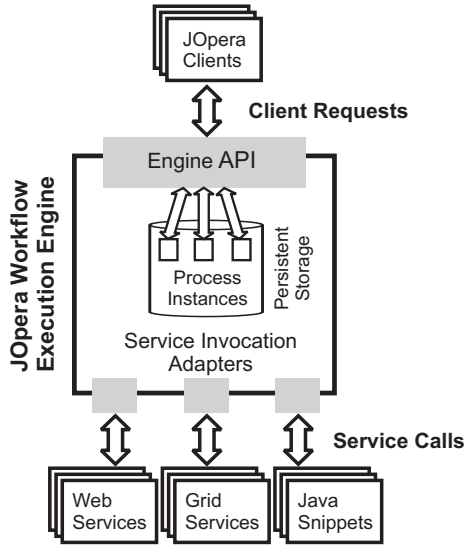 JOpera
Clients
Client Requests
Engine API
JOpera Workflow
Execution Engine
Process
Instances
Persistent
Storage
Service Invocation
Adapters
Service Calls
Web
Services
Grid
Services
Java
Snippets